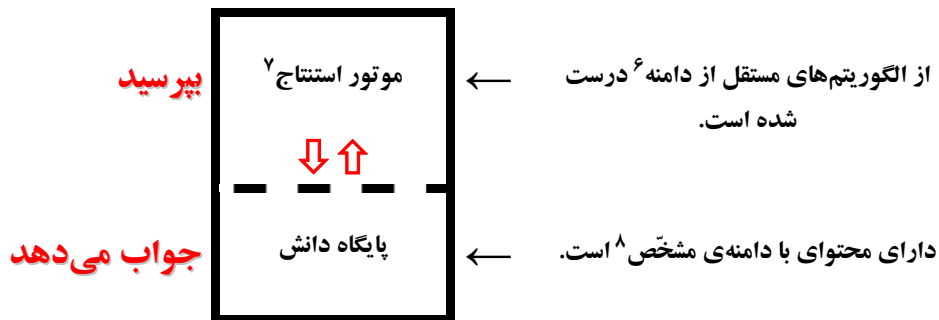 از الگوریتم‌های مستقل از دامنه۶ درست
شده است.
موتور استنتاج۷
بپرسید
دارای محتوای با دامنه‌ی مشخّص۸ است.
پایگاه دانش
جواب می‌دهد